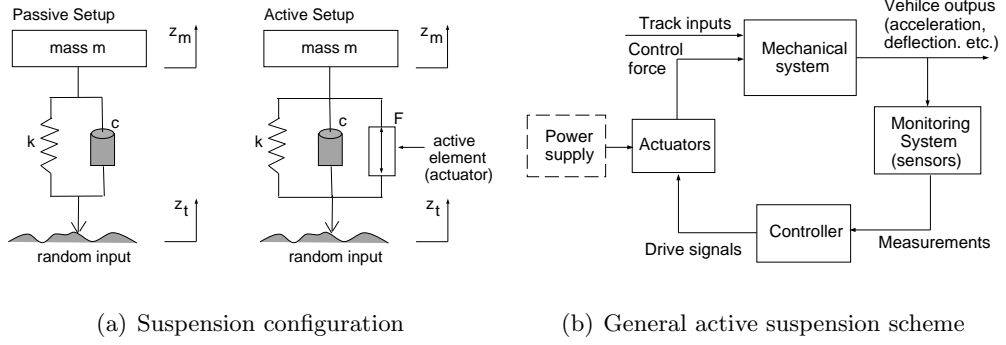 Passive Setup
mass m
z_m
k
c
z_t
random input
Active Setup
mass m
z_m
k
c
F
active
element
(actuator)
z_t
random input
(a) Suspension configuration
Track inputs
Control
force
Mechanical
system
Vehilce outpus
(acceleration,
deflection. etc.)
Power
supply
Actuators
Monitoring
System
(sensors)
Controller
Drive signals
Measurements
(b) General active suspension scheme